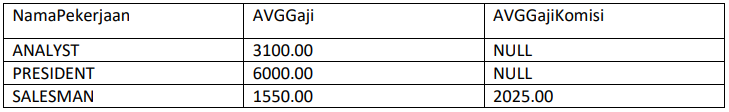 NamaPekerjaan AVGGaji AVGGajiKomisi
ANALYST 3100.00 NULL
PRESIDENT 6000.00 NULL
SALESMAN 1550.00 2025.00